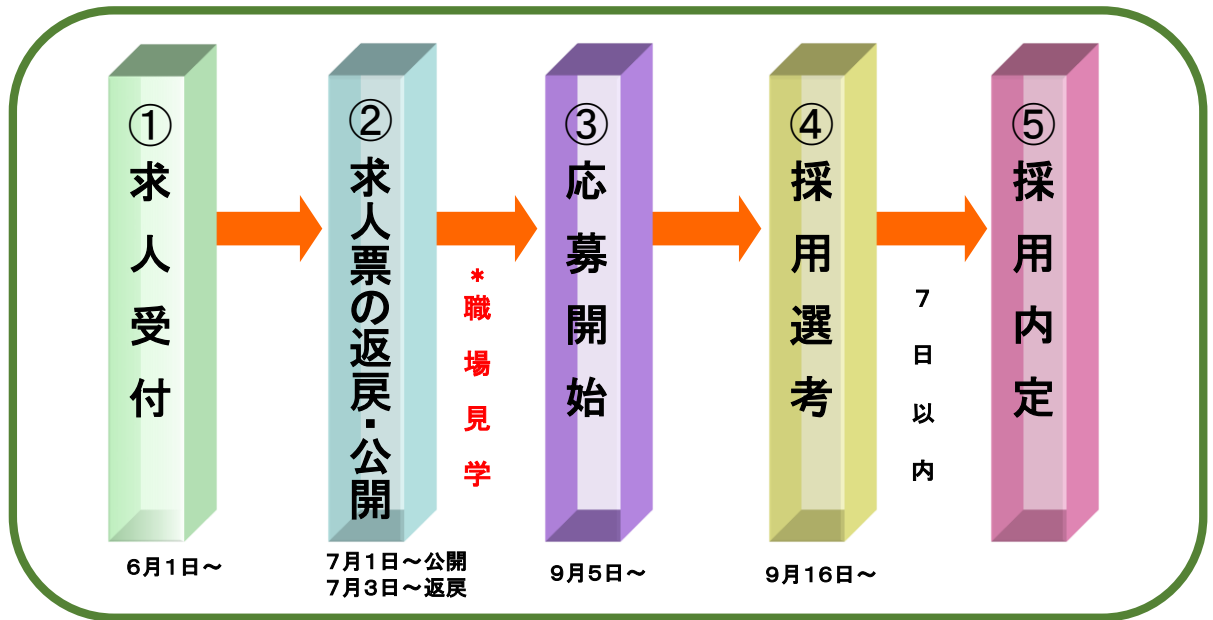 ①求人受付
②求人票の返戻・公開
*職場見学
③応募開始
④採用選考
7日以内
⑤採用内定
6月1日～
7月1日～公開
7月3日～返戻
9月5日～
9月16日～